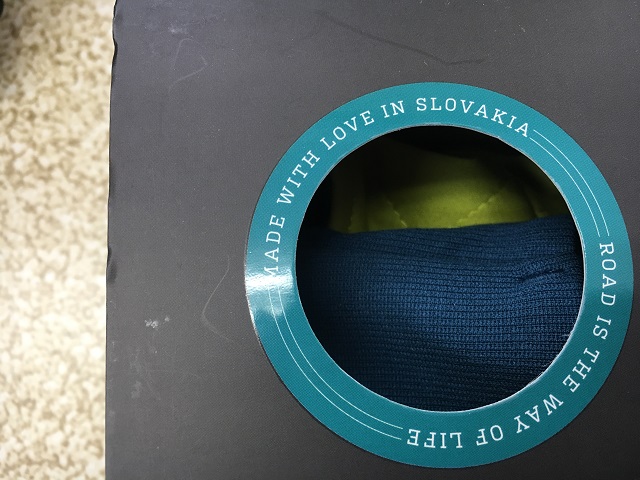 MADE WITH LOVE IN SLOVAKIA
ROAD IS THE WAY OF LIFE